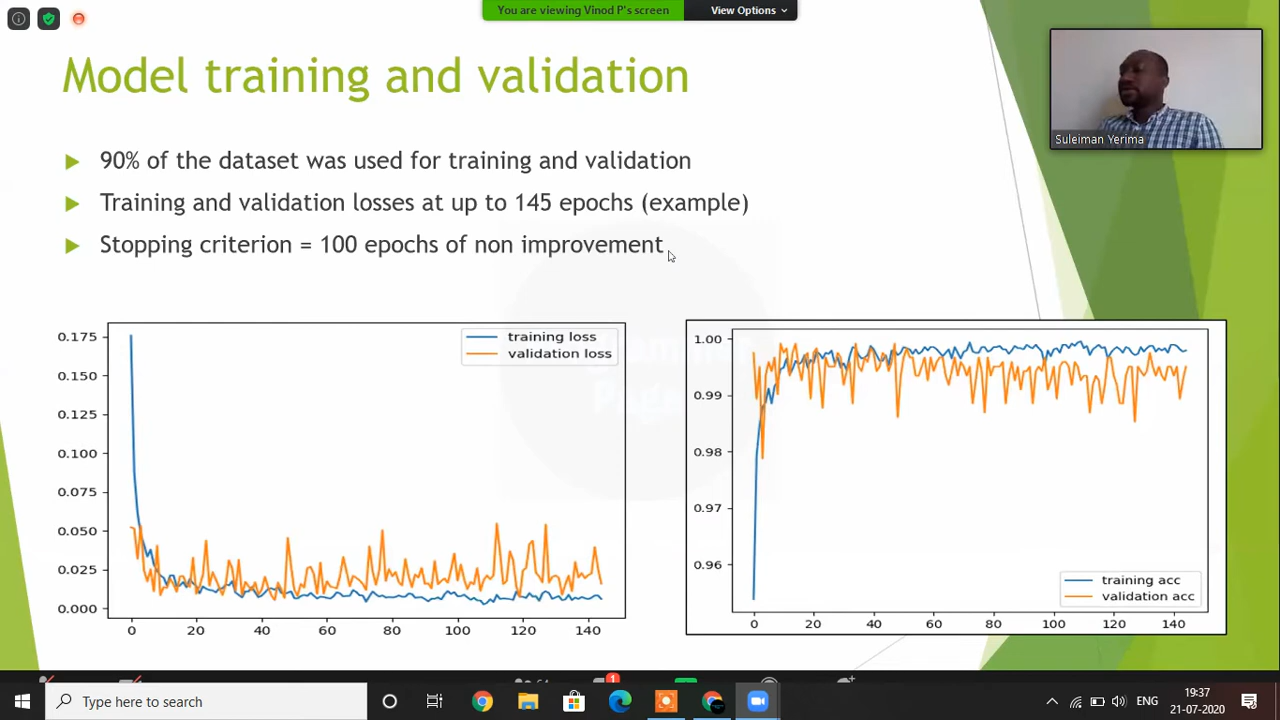 You are viewing Vinod P's screen
View Options
Model training and validation
Suleiman Yerima
90% of the dataset was used for training and validation
Training and validation losses at up to 145 epochs (example)
Stopping criterion = 100 epochs of non improvement
training loss
validation loss
0.175
0.150
0.125
0.100
0.075
0.050
0.025
0.000
0 20 40 60 80 100 120 140
1.00
0.99
0.98
0.97
0.96
training acc
validation acc
0 20 40 60 80 100 120 140
1
Type here to search
ENG
19:37
21-07-2020